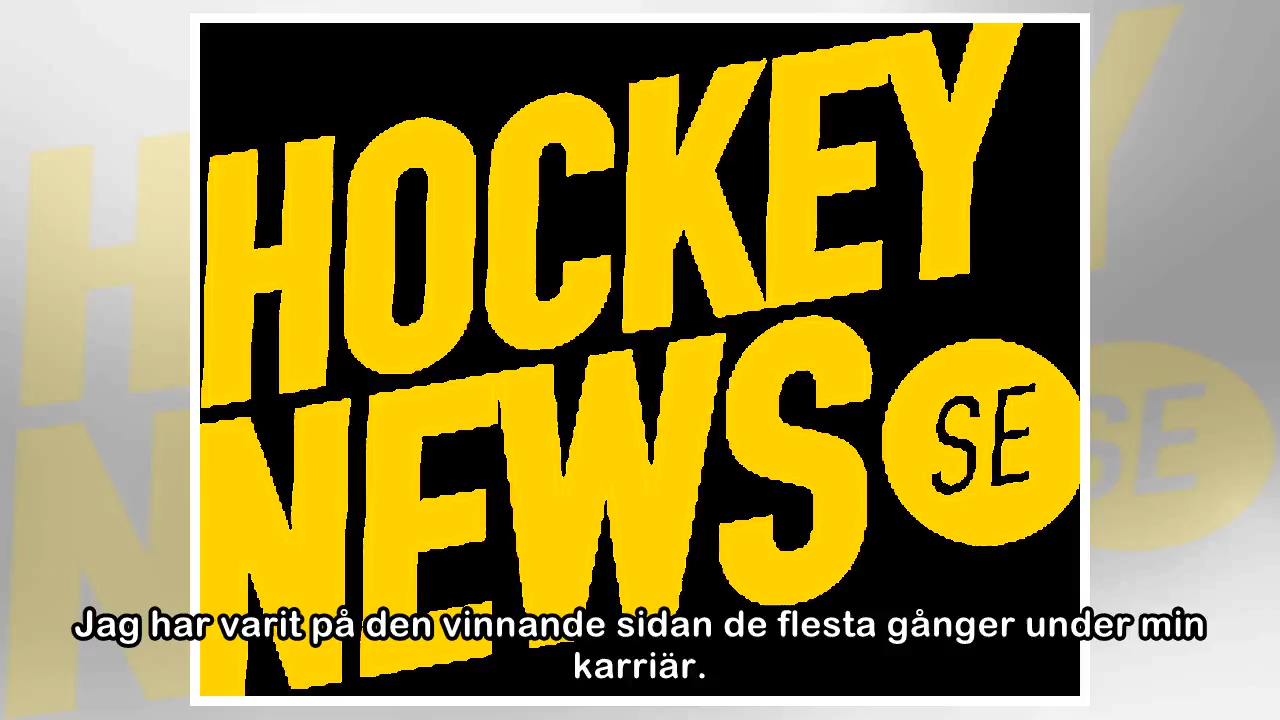 HOCKEY
NEWS SE
Jag har varit på den vinnande sidan de flesta gånger under min
karriär.